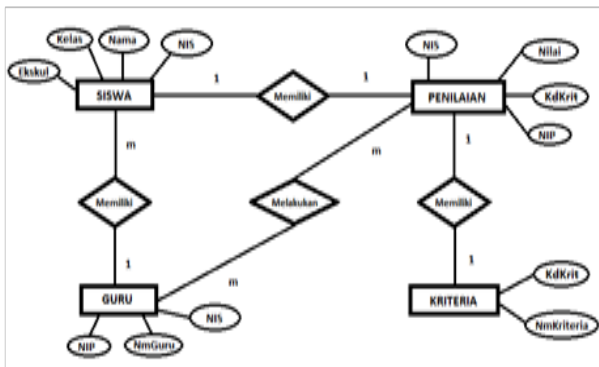 Kelas
Nama
NIS
Ekskul
SISWA
1
Memiliki
1
NIS
Nilai
PENILAIAN
KdKrit
NIP
m
Memiliki
1
m
Melakukan
m
1
Memiliki
1
GURU
NIP
NmGuru
NIS
KRITERIA
KdKrit
NmKriteria